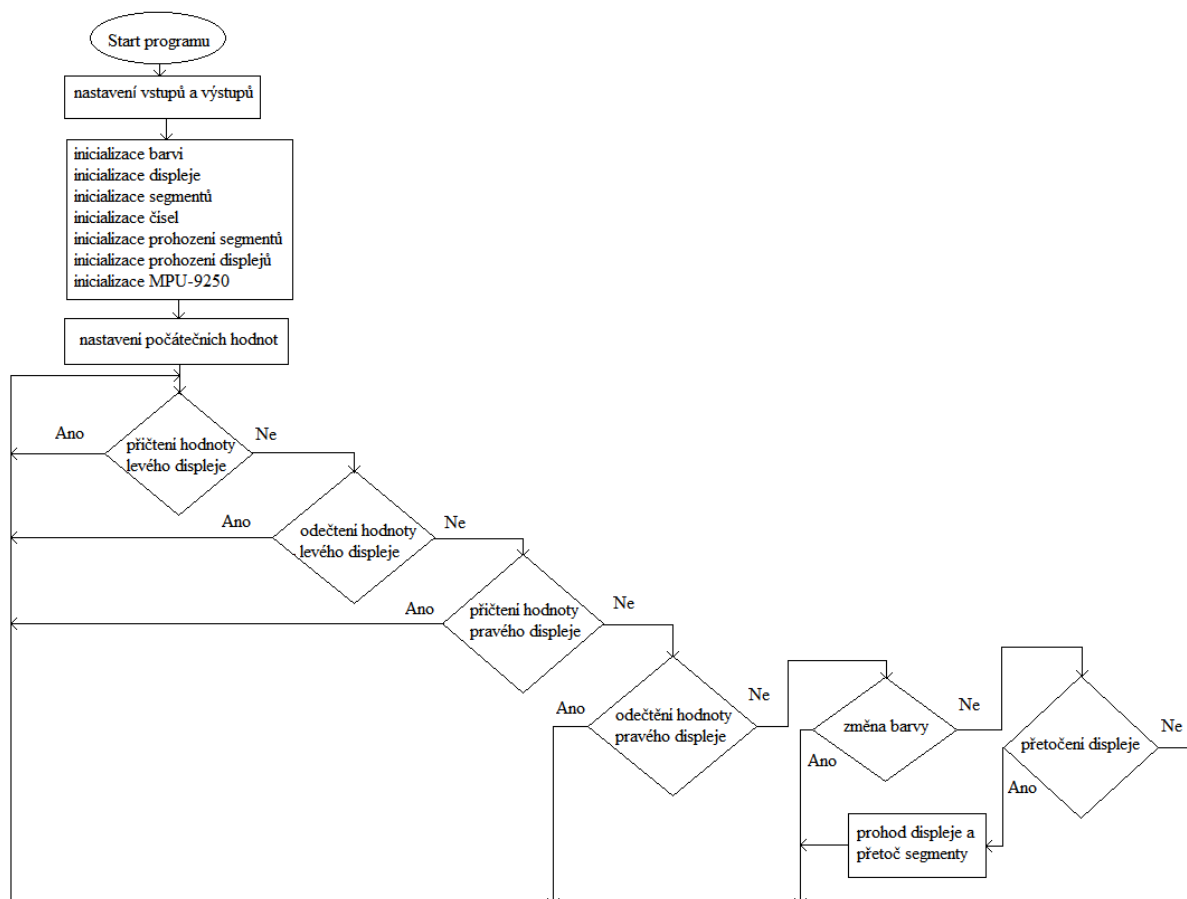 Start programu
nastavení vstupů a výstupů
inicializace barvi
inicializace displeje
inicializace segmentů
inicializace čísel
inicializace prohození segmentů
inicializace prohození displejů
inicializace MPU-9250
nastavení počátečních hodnot
Ano
přičtení hodnoty
levého displeje
Ne
Ano
odečtení hodnoty
levého displeje
Ne
Ano
přičtení hodnoty
pravého displeje
Ne
Ano
odečtění hodnoty
pravého displeje
Ne
změna barvy
Ano
Ne
přetočení displeje
Ano
Ne
prohod displeje a
přetoč segmenty